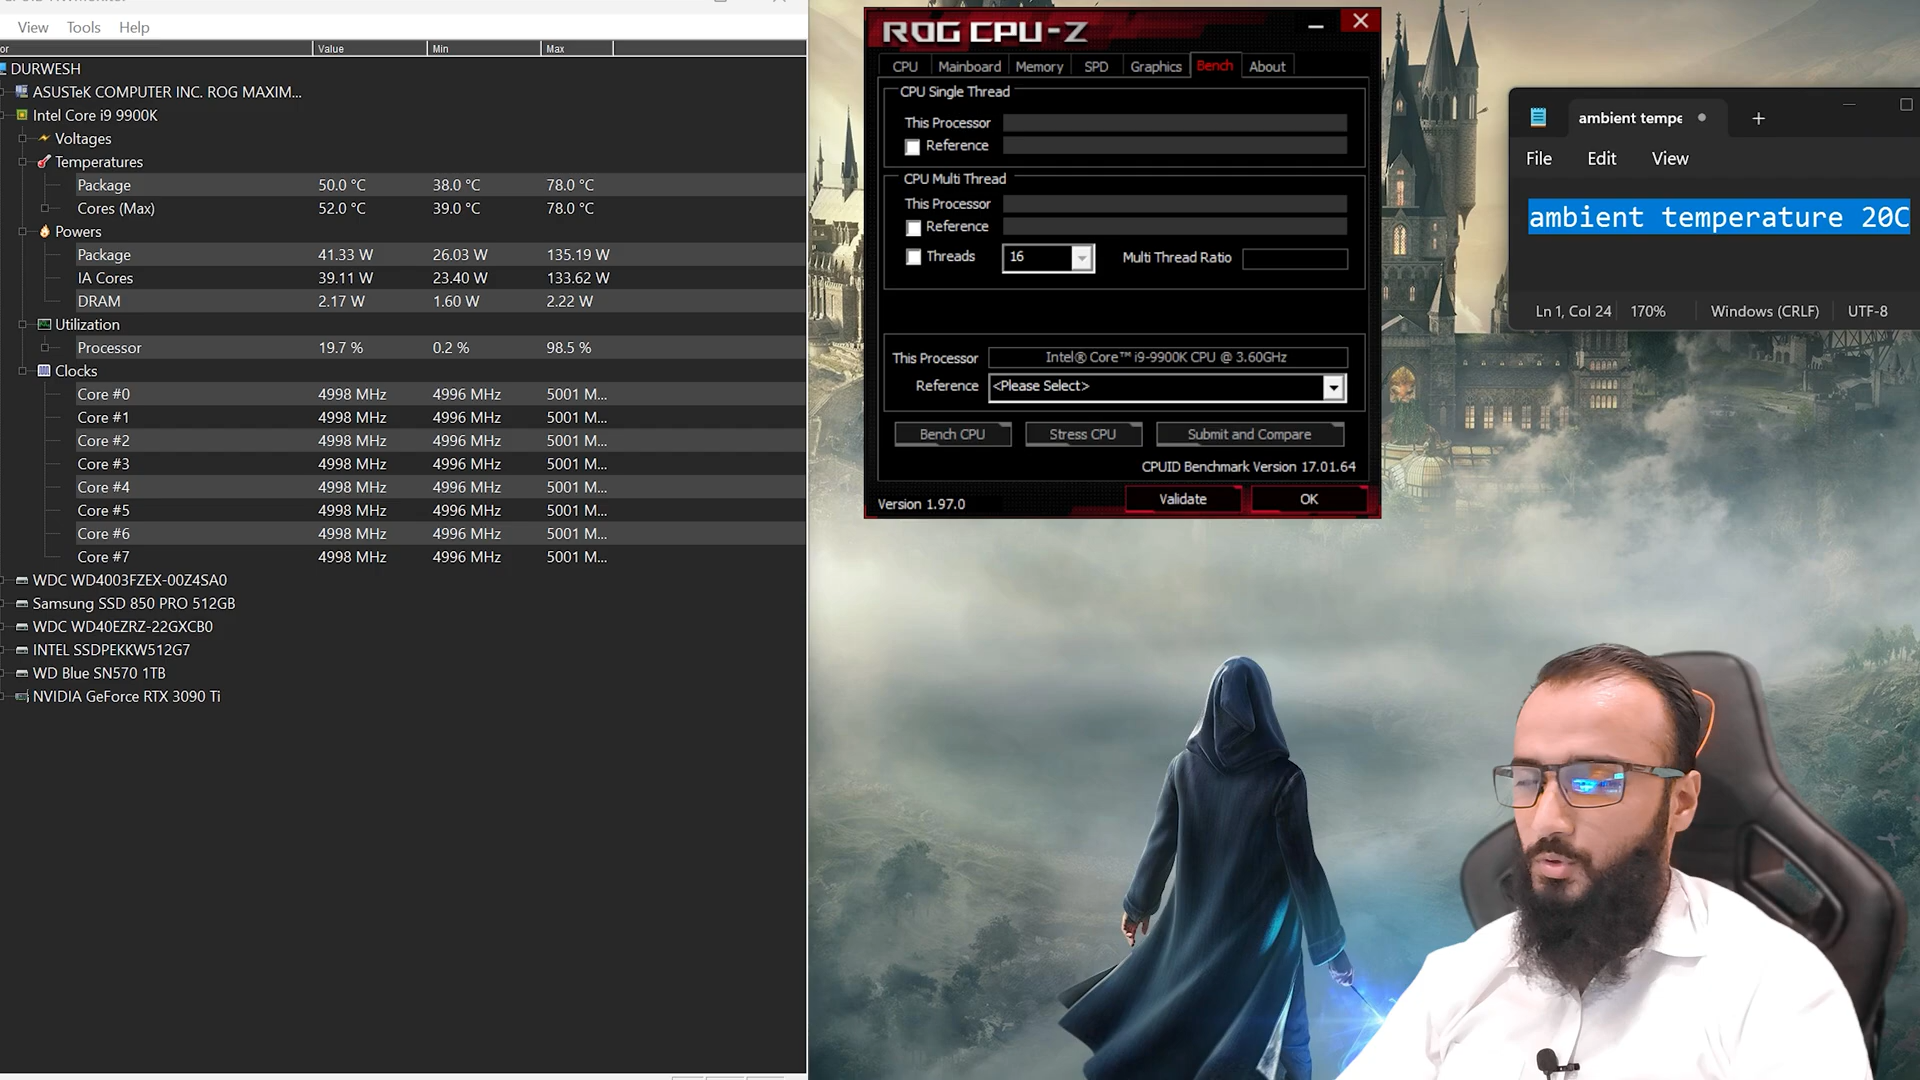 View Tools Help
or Value Min Max
DURWESH
ASUSTeK COMPUTER INC. ROG MAXIM...
Intel Core i9 9900K
Voltages
Temperatures
Package 50.0 °C 38.0 °C 78.0 °C
Cores (Max) 52.0 °C 39.0 °C 78.0 °C
Powers
Package 41.33 W 26.03 W 135.19 W
IA Cores 39.11 W 23.40 W 133.62 W
DRAM 2.17 W 1.60 W 2.22 W
Utilization
Processor 19.7 % 0.2 % 98.5 %
Clocks
Core #0 4998 MHz 4996 MHz 5001 M...
Core #1 4998 MHz 4996 MHz 5001 M...
Core #2 4998 MHz 4996 MHz 5001 M...
Core #3 4998 MHz 4996 MHz 5001 M...
Core #4 4998 MHz 4996 MHz 5001 M...
Core #5 4998 MHz 4996 MHz 5001 M...
Core #6 4998 MHz 4996 MHz 5001 M...
Core #7 4998 MHz 4996 MHz 5001 M...
WDC WD4003FZEX-00Z4SA0
Samsung SSD 850 PRO 512GB
WDC WD40EZRZ-22GXCB0
INTEL SSDPEKKW512G7
WD Blue SN570 1TB
NVIDIA GeForce RTX 3090 Ti
ROG CPU-Z
CPU Mainboard Memory SPD Graphics Bench About
CPU Single Thread
This Processor
Reference
CPU Multi Thread
This Processor
Reference
Threads 16 Multi Thread Ratio
This Processor Intel® Core™ i9-9900K CPU @ 3.60GHz
Reference <Please Select>
Bench CPU Stress CPU Submit and Compare
CPUID Benchmark Version 17.01.64
Version 1.97.0 Validate OK
ambient tempe
File Edit View
ambient temperature 20C
Ln 1, Col 24 170% Windows (CRLF) UTF-8